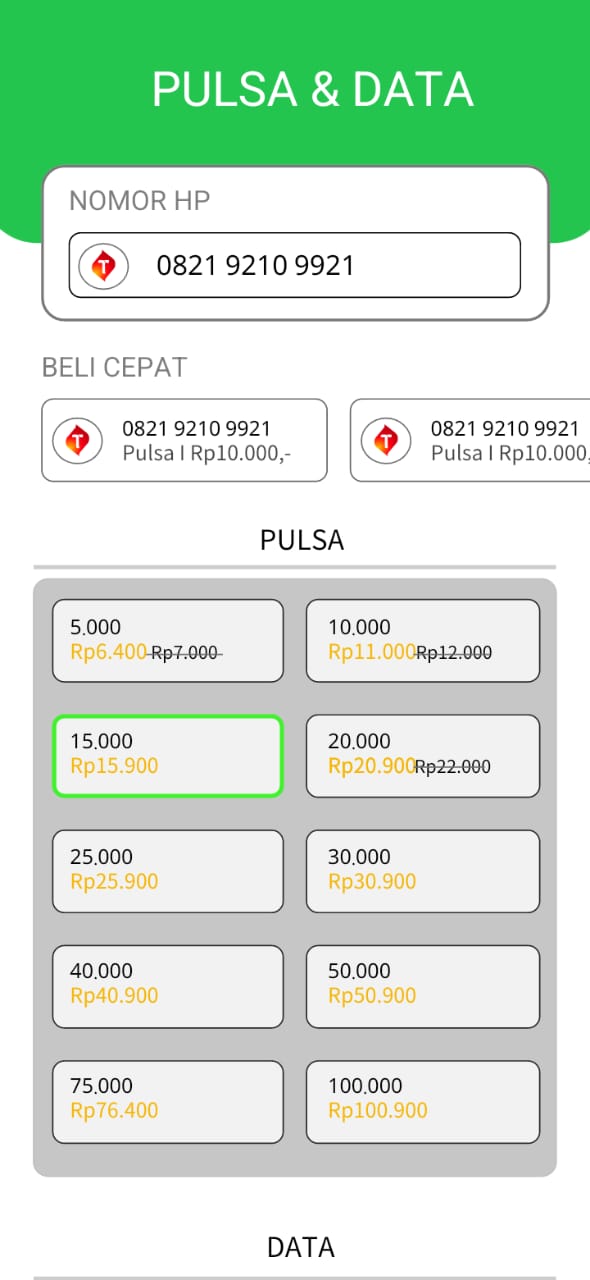 PULSA & DATA
NOMOR HP
T 0821 9210 9921
BELI CEPAT
T 0821 9210 9921
Pulsa I Rp10.000,-
T 0821 9210 9921
Pulsa I Rp10.000,
PULSA
5.000
Rp6.400 Rp7.000
10.000
Rp11.000 Rp12.000
15.000
Rp15.900
20.000
Rp20.900 Rp22.000
25.000
Rp25.900
30.000
Rp30.900
40.000
Rp40.900
50.000
Rp50.900
75.000
Rp76.400
100.000
Rp100.900
DATA